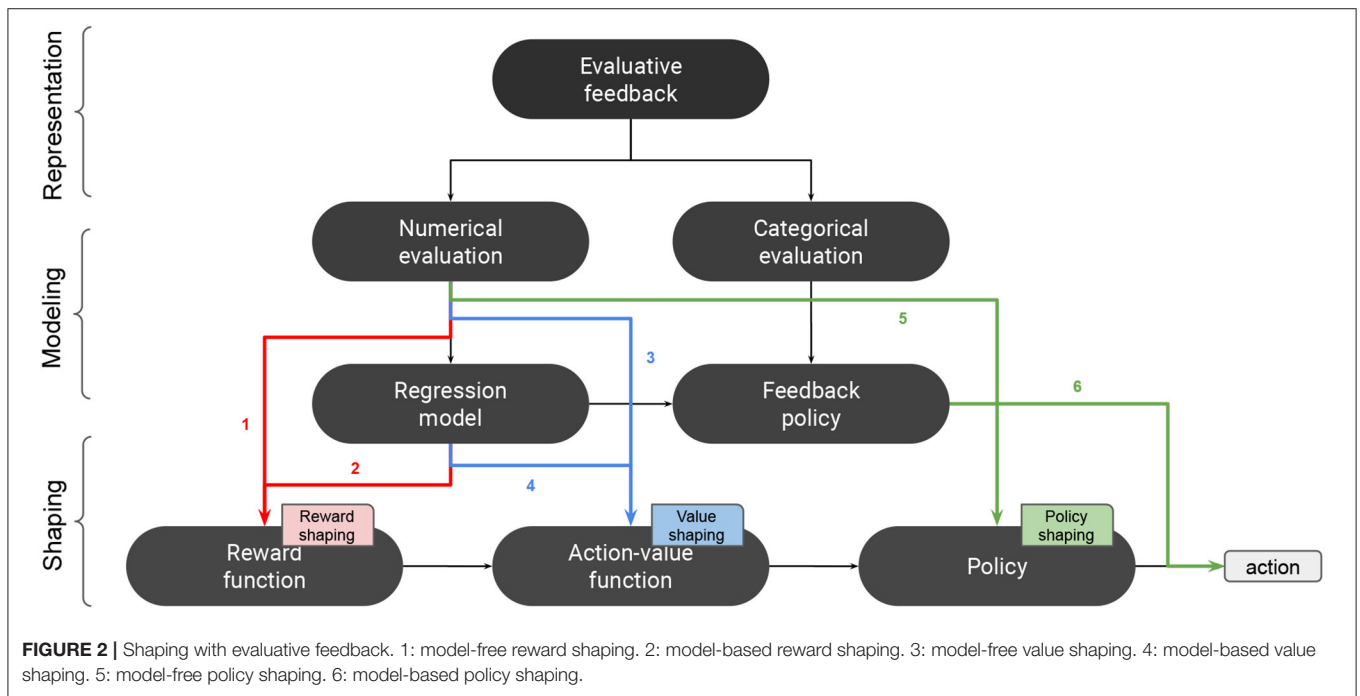 Representation
Evaluative
feedback
Numerical
evaluation
Categorical
evaluation
Modeling
5
3
Regression
model
Feedback
policy
6
1
2
4
Shaping
Reward
shaping
Value
shaping
Policy
shaping
Reward
function
Action-value
function
Policy
action
FIGURE 2 | Shaping with evaluative feedback. 1: model-free reward shaping. 2: model-based reward shaping. 3: model-free value shaping. 4: model-based value
shaping. 5: model-free policy shaping. 6: model-based policy shaping.